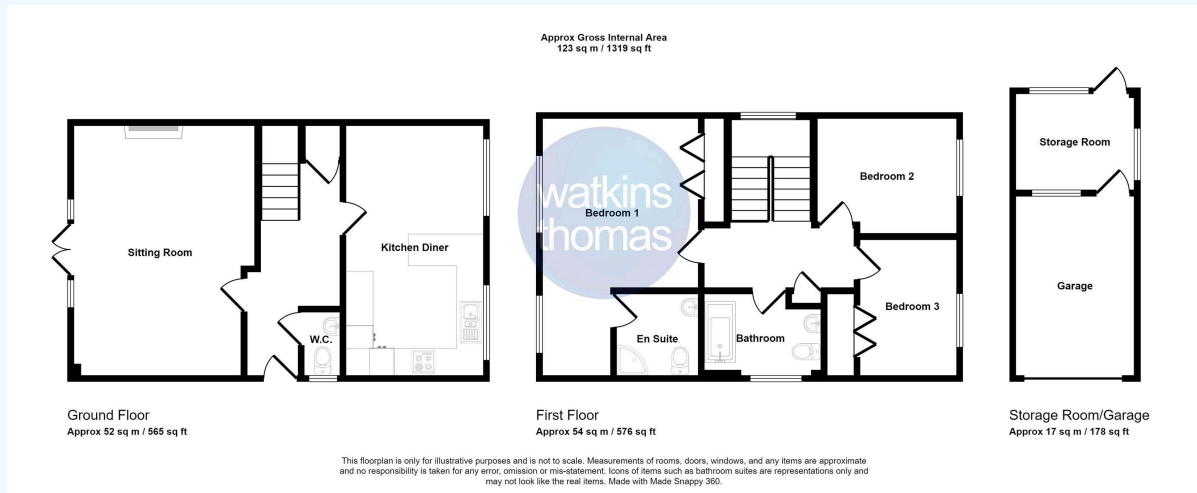 Approx Gross Internal Area
123 sq m / 1319 sq ft
Sitting Room
Kitchen Diner
W.C.
Ground Floor
Approx 52 sq m / 565 sq ft
watkins
thomas
Bedroom 1
Bedroom 2
Bedroom 3
En Suite
Bathroom
First Floor
Approx 54 sq m / 576 sq ft
Storage Room
Garage
Storage Room/Garage
Approx 17 sq m / 178 sq ft
This floorplan is only for illustrative purposes and is not to scale. Measurements of rooms, doors, windows, and any items are approximate
and no responsibility is taken for any error, omission or mis-statement. Icons of items such as bathroom suites are representations only and
may not look like the real items. Made with Made Snappy 360.